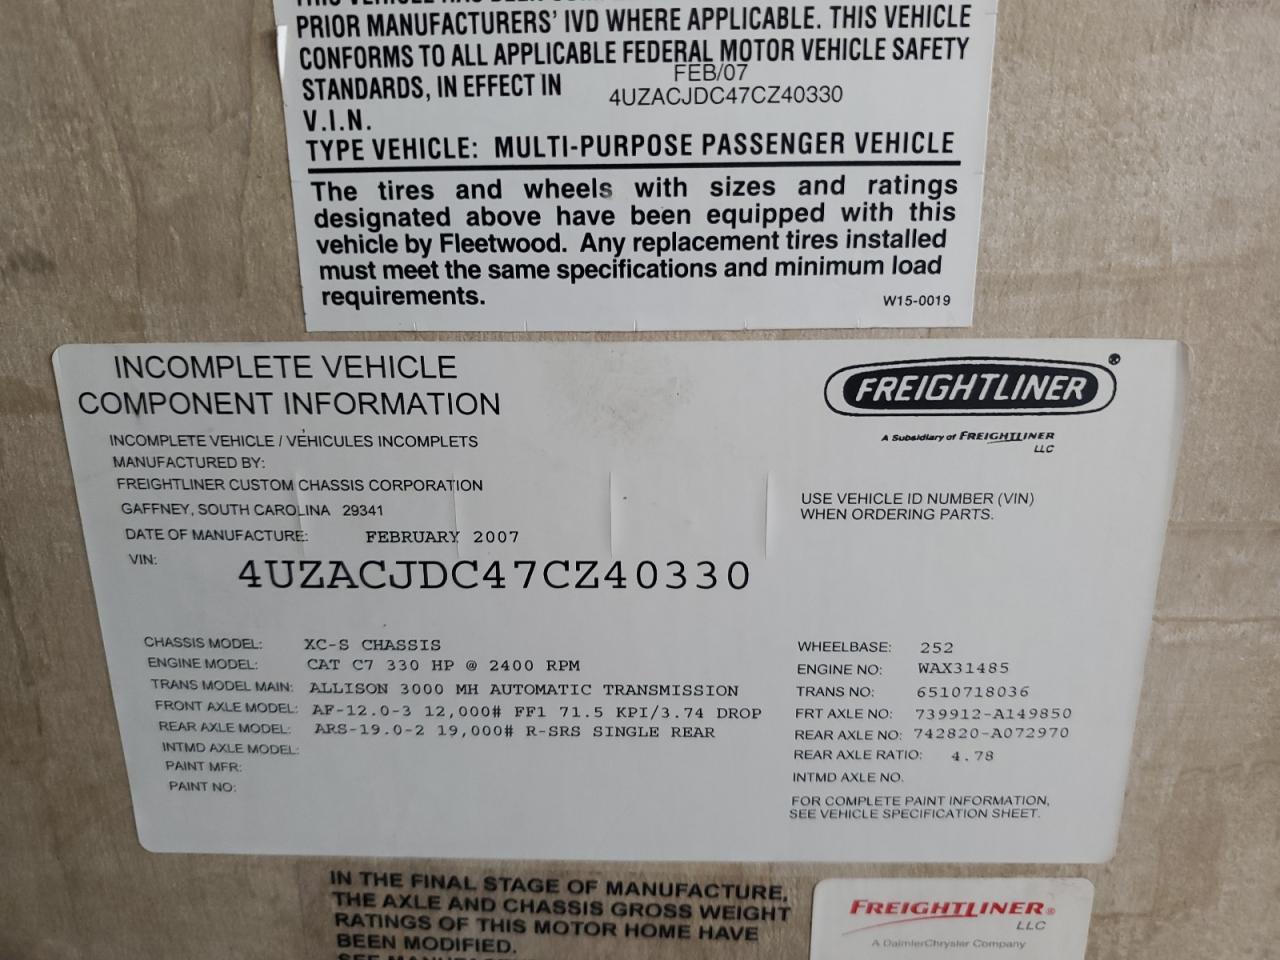 PRIOR MANUFACTURERS' IVD WHERE APPLICABLE. THIS VEHICLE
CONFORMS TO ALL APPLICABLE FEDERAL MOTOR VEHICLE SAFETY
STANDARDS, IN EFFECT IN FEB/07
V.I.N. 4UZACJDC47CZ40330
TYPE VEHICLE: MULTI-PURPOSE PASSENGER VEHICLE
The tires and wheels with sizes and ratings
designated above have been equipped with this
vehicle by Fleetwood. Any replacement tires installed
must meet the same specifications and minimum load
requirements.
W15-0019
INCOMPLETE VEHICLE
COMPONENT INFORMATION
FREIGHTLINER®
A Subsidiary of FREIGHTLINER
LLC
INCOMPLETE VEHICLE / VÉHICULES INCOMPLETS
MANUFACTURED BY:
FREIGHTLINER CUSTOM CHASSIS CORPORATION
GAFFNEY, SOUTH CAROLINA 29341
USE VEHICLE ID NUMBER (VIN)
WHEN ORDERING PARTS.
DATE OF MANUFACTURE: FEBRUARY 2007
VIN: 4UZACJDC47CZ40330
CHASSIS MODEL: XC-S CHASSIS
ENGINE MODEL: CAT C7 330 HP @ 2400 RPM
TRANS MODEL MAIN: ALLISON 3000 MH AUTOMATIC TRANSMISSION
FRONT AXLE MODEL: AF-12.0-3 12,000# FF1 71.5 KPI/3.74 DROP
REAR AXLE MODEL: ARS-19.0-2 19,000# R-SRS SINGLE REAR
INTMD AXLE MODEL:
PAINT MFR:
PAINT NO:
WHEELBASE: 252
ENGINE NO: WAX31485
TRANS NO: 6510718036
FRT AXLE NO: 739912-A149850
REAR AXLE NO: 742820-A072970
REAR AXLE RATIO: 4.78
INTMD AXLE NO.
FOR COMPLETE PAINT INFORMATION,
SEE VEHICLE SPECIFICATION SHEET.
IN THE FINAL STAGE OF MANUFACTURE,
THE AXLE AND CHASSIS GROSS WEIGHT
RATINGS OF THIS MOTOR HOME HAVE
BEEN MODIFIED.
FREIGHTLINER®
LLC
A DaimlerChrysler Company